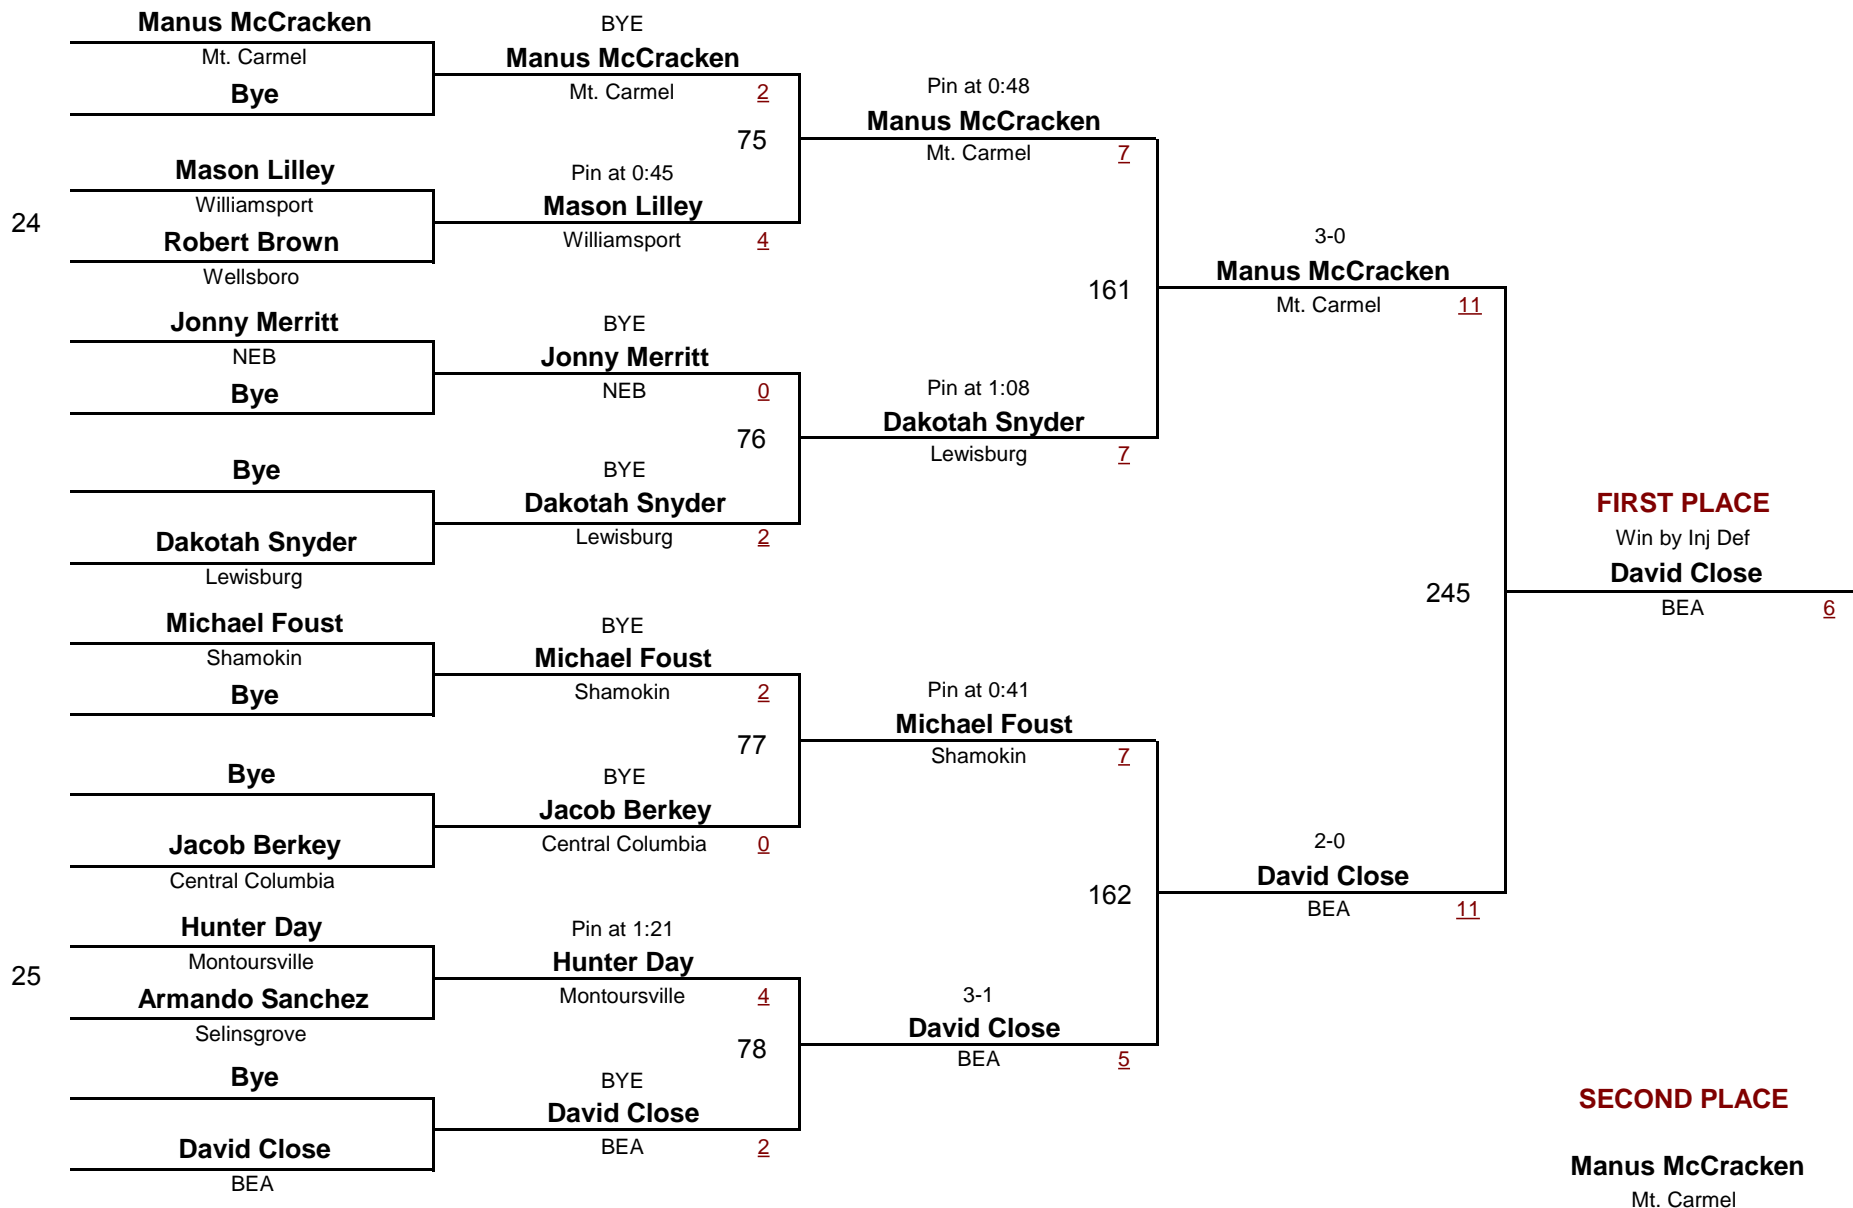 Manus McCracken
Mt. Carmel
Bye
24
Mason Lilley
Williamsport
Robert Brown
Wellsboro
Jonny Merritt
NEB
Bye
Bye
Dakotah Snyder
Lewisburg
Michael Foust
Shamokin
Bye
Bye
Jacob Berkey
Central Columbia
25
Hunter Day
Montoursville
Armando Sanchez
Selinsgrove
Bye
David Close
BEA
BYE
Manus McCracken
Mt. Carmel 2
75
Pin at 0:45
Mason Lilley
Williamsport 4
BYE
Jonny Merritt
NEB 0
76
BYE
Dakotah Snyder
Lewisburg 2
BYE
Michael Foust
Shamokin 2
77
BYE
Jacob Berkey
Central Columbia 0
Pin at 1:21
Hunter Day
Montoursville 4
78
BYE
David Close
BEA 2
Pin at 0:48
Manus McCracken
Mt. Carmel 7
161
Pin at 1:08
Dakotah Snyder
Lewisburg 7
Pin at 0:41
Michael Foust
Shamokin 7
162
3-1
David Close
BEA 5
3-0
Manus McCracken
Mt. Carmel 11
245
2-0
David Close
BEA 11
FIRST PLACE
Win by Inj Def
David Close
BEA 6
SECOND PLACE
Manus McCracken
Mt. Carmel